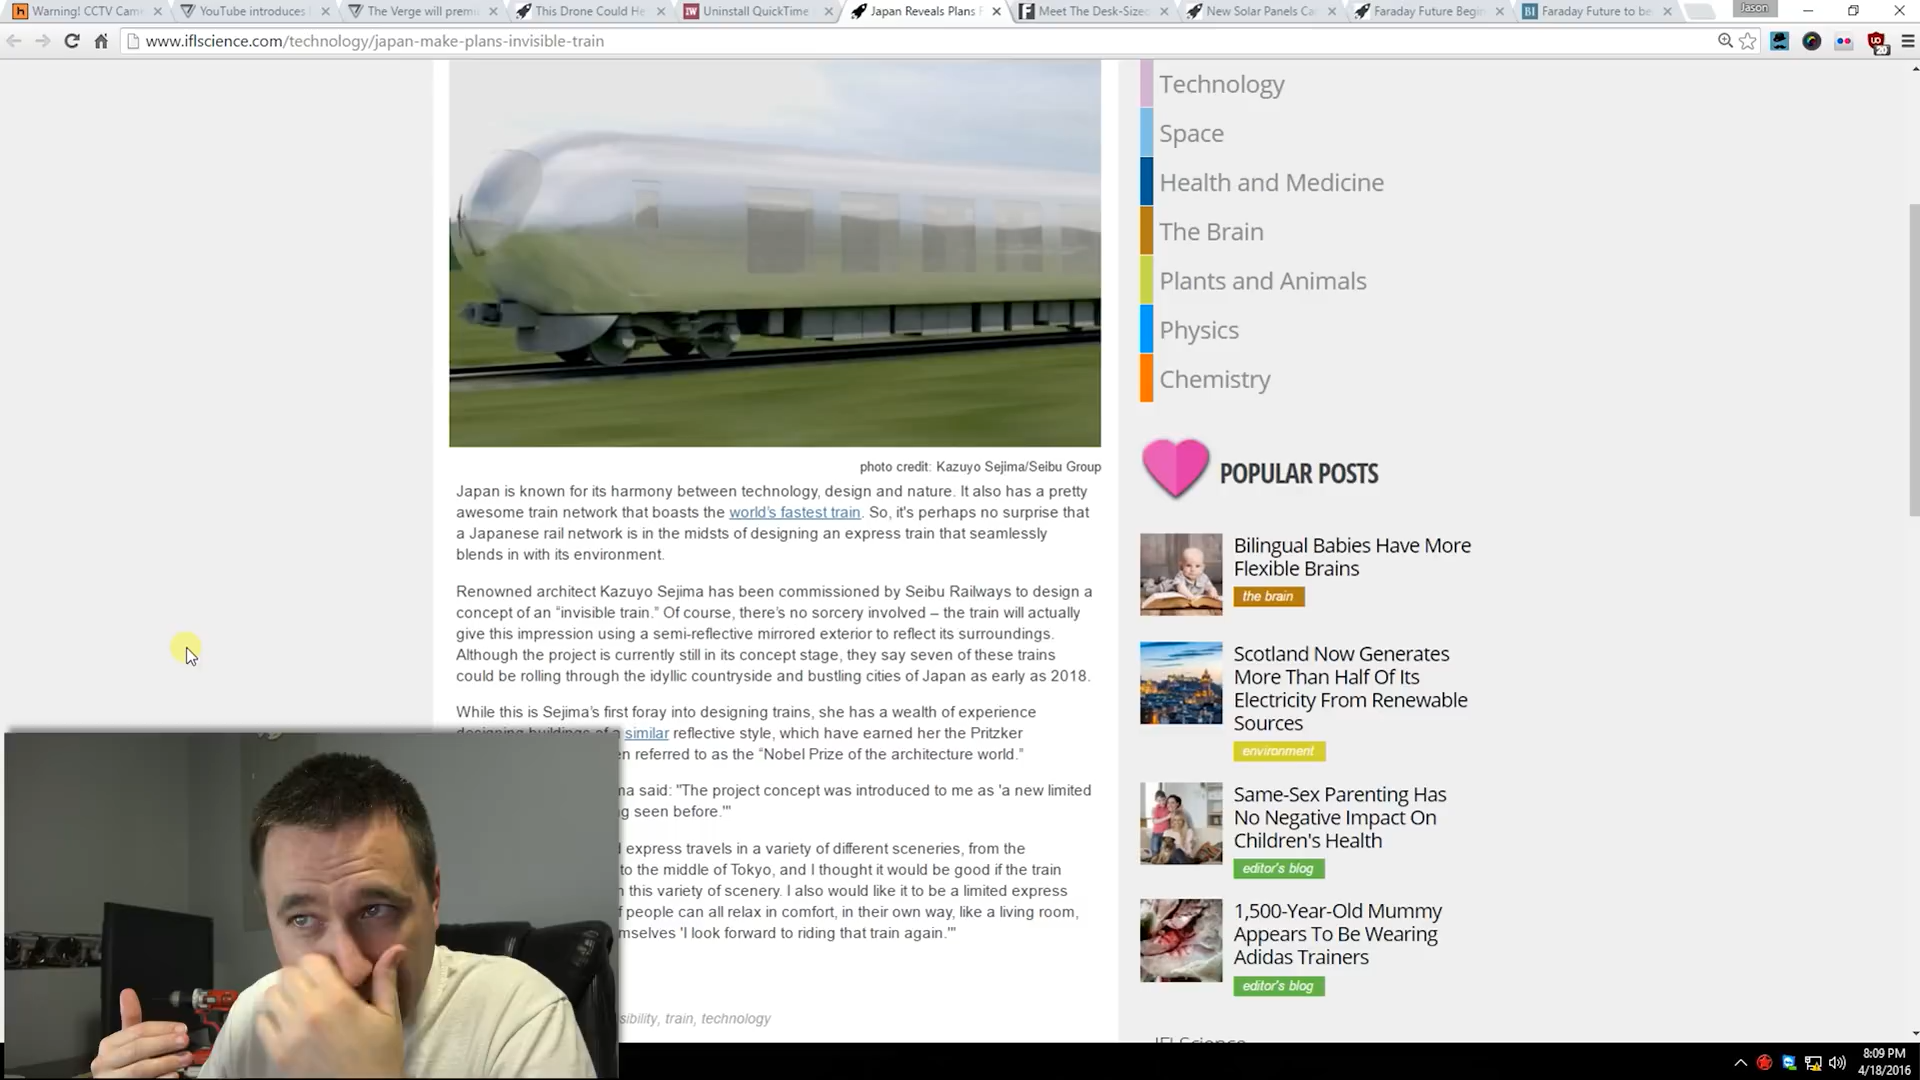 Warning! CCTV Cam
YouTube introduces
The Verge will premi
This Drone Could He
Uninstall QuickTime
Japan Reveals Plans F
Meet The Desk-Sized
New Solar Panels Ca
Faraday Future Begin
Faraday Future to be
Jason
www.iflscience.com/technology/japan-make-plans-invisible-train
Technology
Space
Health and Medicine
The Brain
Plants and Animals
Physics
Chemistry
photo credit: Kazuyo Sejima/Seibu Group
Japan is known for its harmony between technology, design and nature. It also has a pretty
awesome train network that boasts the world's fastest train. So, it's perhaps no surprise that
a Japanese rail network is in the midsts of designing an express train that seamlessly
blends in with its environment.
Renowned architect Kazuyo Sejima has been commissioned by Seibu Railways to design a
concept of an “invisible train.” Of course, there’s no sorcery involved – the train will actually
give this impression using a semi-reflective mirrored exterior to reflect its surroundings.
Although the project is currently still in its concept stage, they say seven of these trains
could be rolling through the idyllic countryside and bustling cities of Japan as early as 2018.
While this is Sejima’s first foray into designing trains, she has a wealth of experience
designing buildings of a similar reflective style, which have earned her the Pritzker
en referred to as the “Nobel Prize of the architecture world.”
ma said: "The project concept was introduced to me as 'a new limited
g seen before.'"
d express travels in a variety of different sceneries, from the
to the middle of Tokyo, and I thought it would be good if the train
n this variety of scenery. I also would like it to be a limited express
f people can all relax in comfort, in their own way, like a living room,
mselves 'I look forward to riding that train again.'"
sibility, train, technology
POPULAR POSTS
Bilingual Babies Have More
Flexible Brains
the brain
Scotland Now Generates
More Than Half Of Its
Electricity From Renewable
Sources
environment
Same-Sex Parenting Has
No Negative Impact On
Children's Health
editor's blog
1,500-Year-Old Mummy
Appears To Be Wearing
Adidas Trainers
editor's blog
IFLScience
8:09 PM
4/18/2016